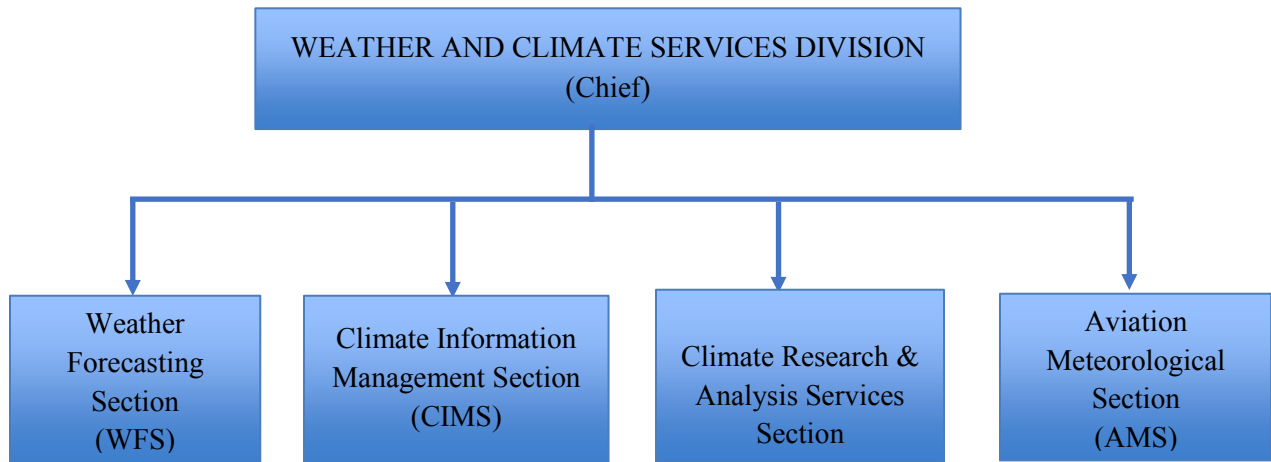 WEATHER AND CLIMATE SERVICES DIVISION
(Chief)
Weather
Forecasting
Section
(WFS)
Climate Information
Management Section
(CIMS)
Climate Research &
Analysis Services
Section
Aviation
Meteorological
Section
(AMS)